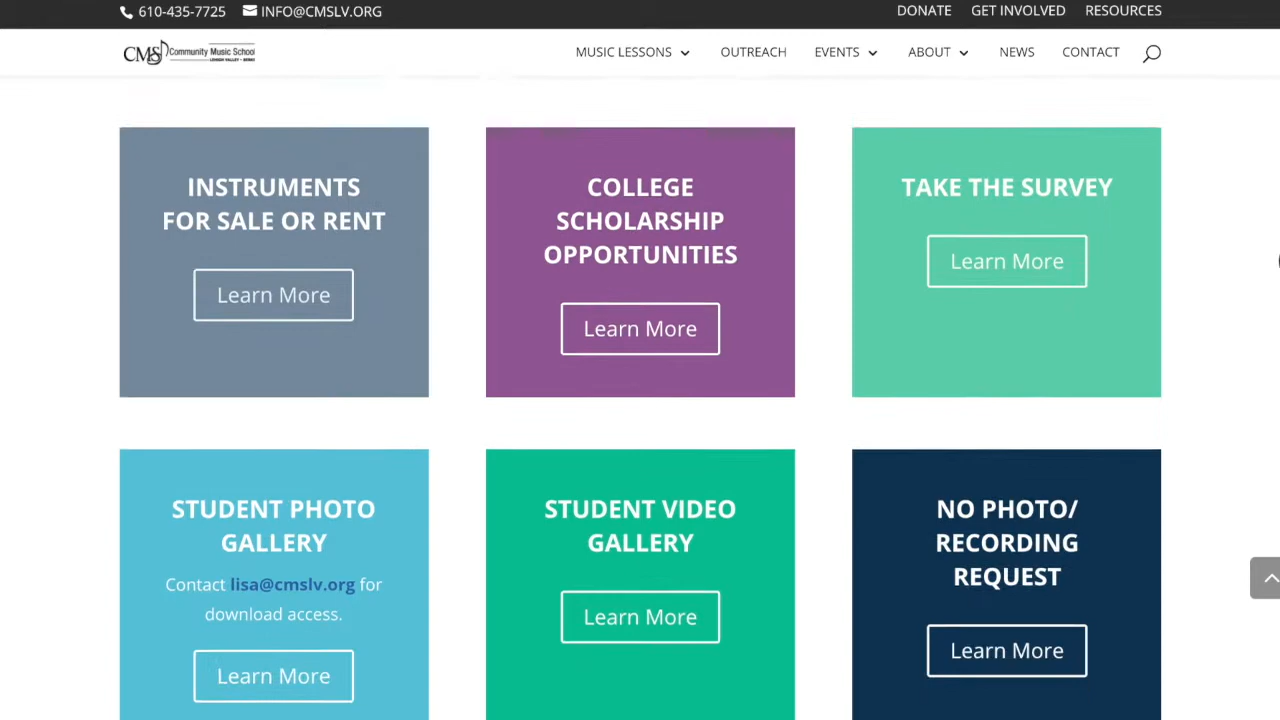 610-435-7725 INFO@CMSLV.ORG
DONATE GET INVOLVED RESOURCES
CMS Community Music School
LEHIGH VALLEY - BERKS
MUSIC LESSONS OUTREACH EVENTS ABOUT NEWS CONTACT
INSTRUMENTS
FOR SALE OR RENT
Learn More
COLLEGE
SCHOLARSHIP
OPPORTUNITIES
Learn More
TAKE THE SURVEY
Learn More
STUDENT PHOTO
GALLERY
Contact lisa@cmslv.org for
download access.
Learn More
STUDENT VIDEO
GALLERY
Learn More
NO PHOTO/
RECORDING
REQUEST
Learn More